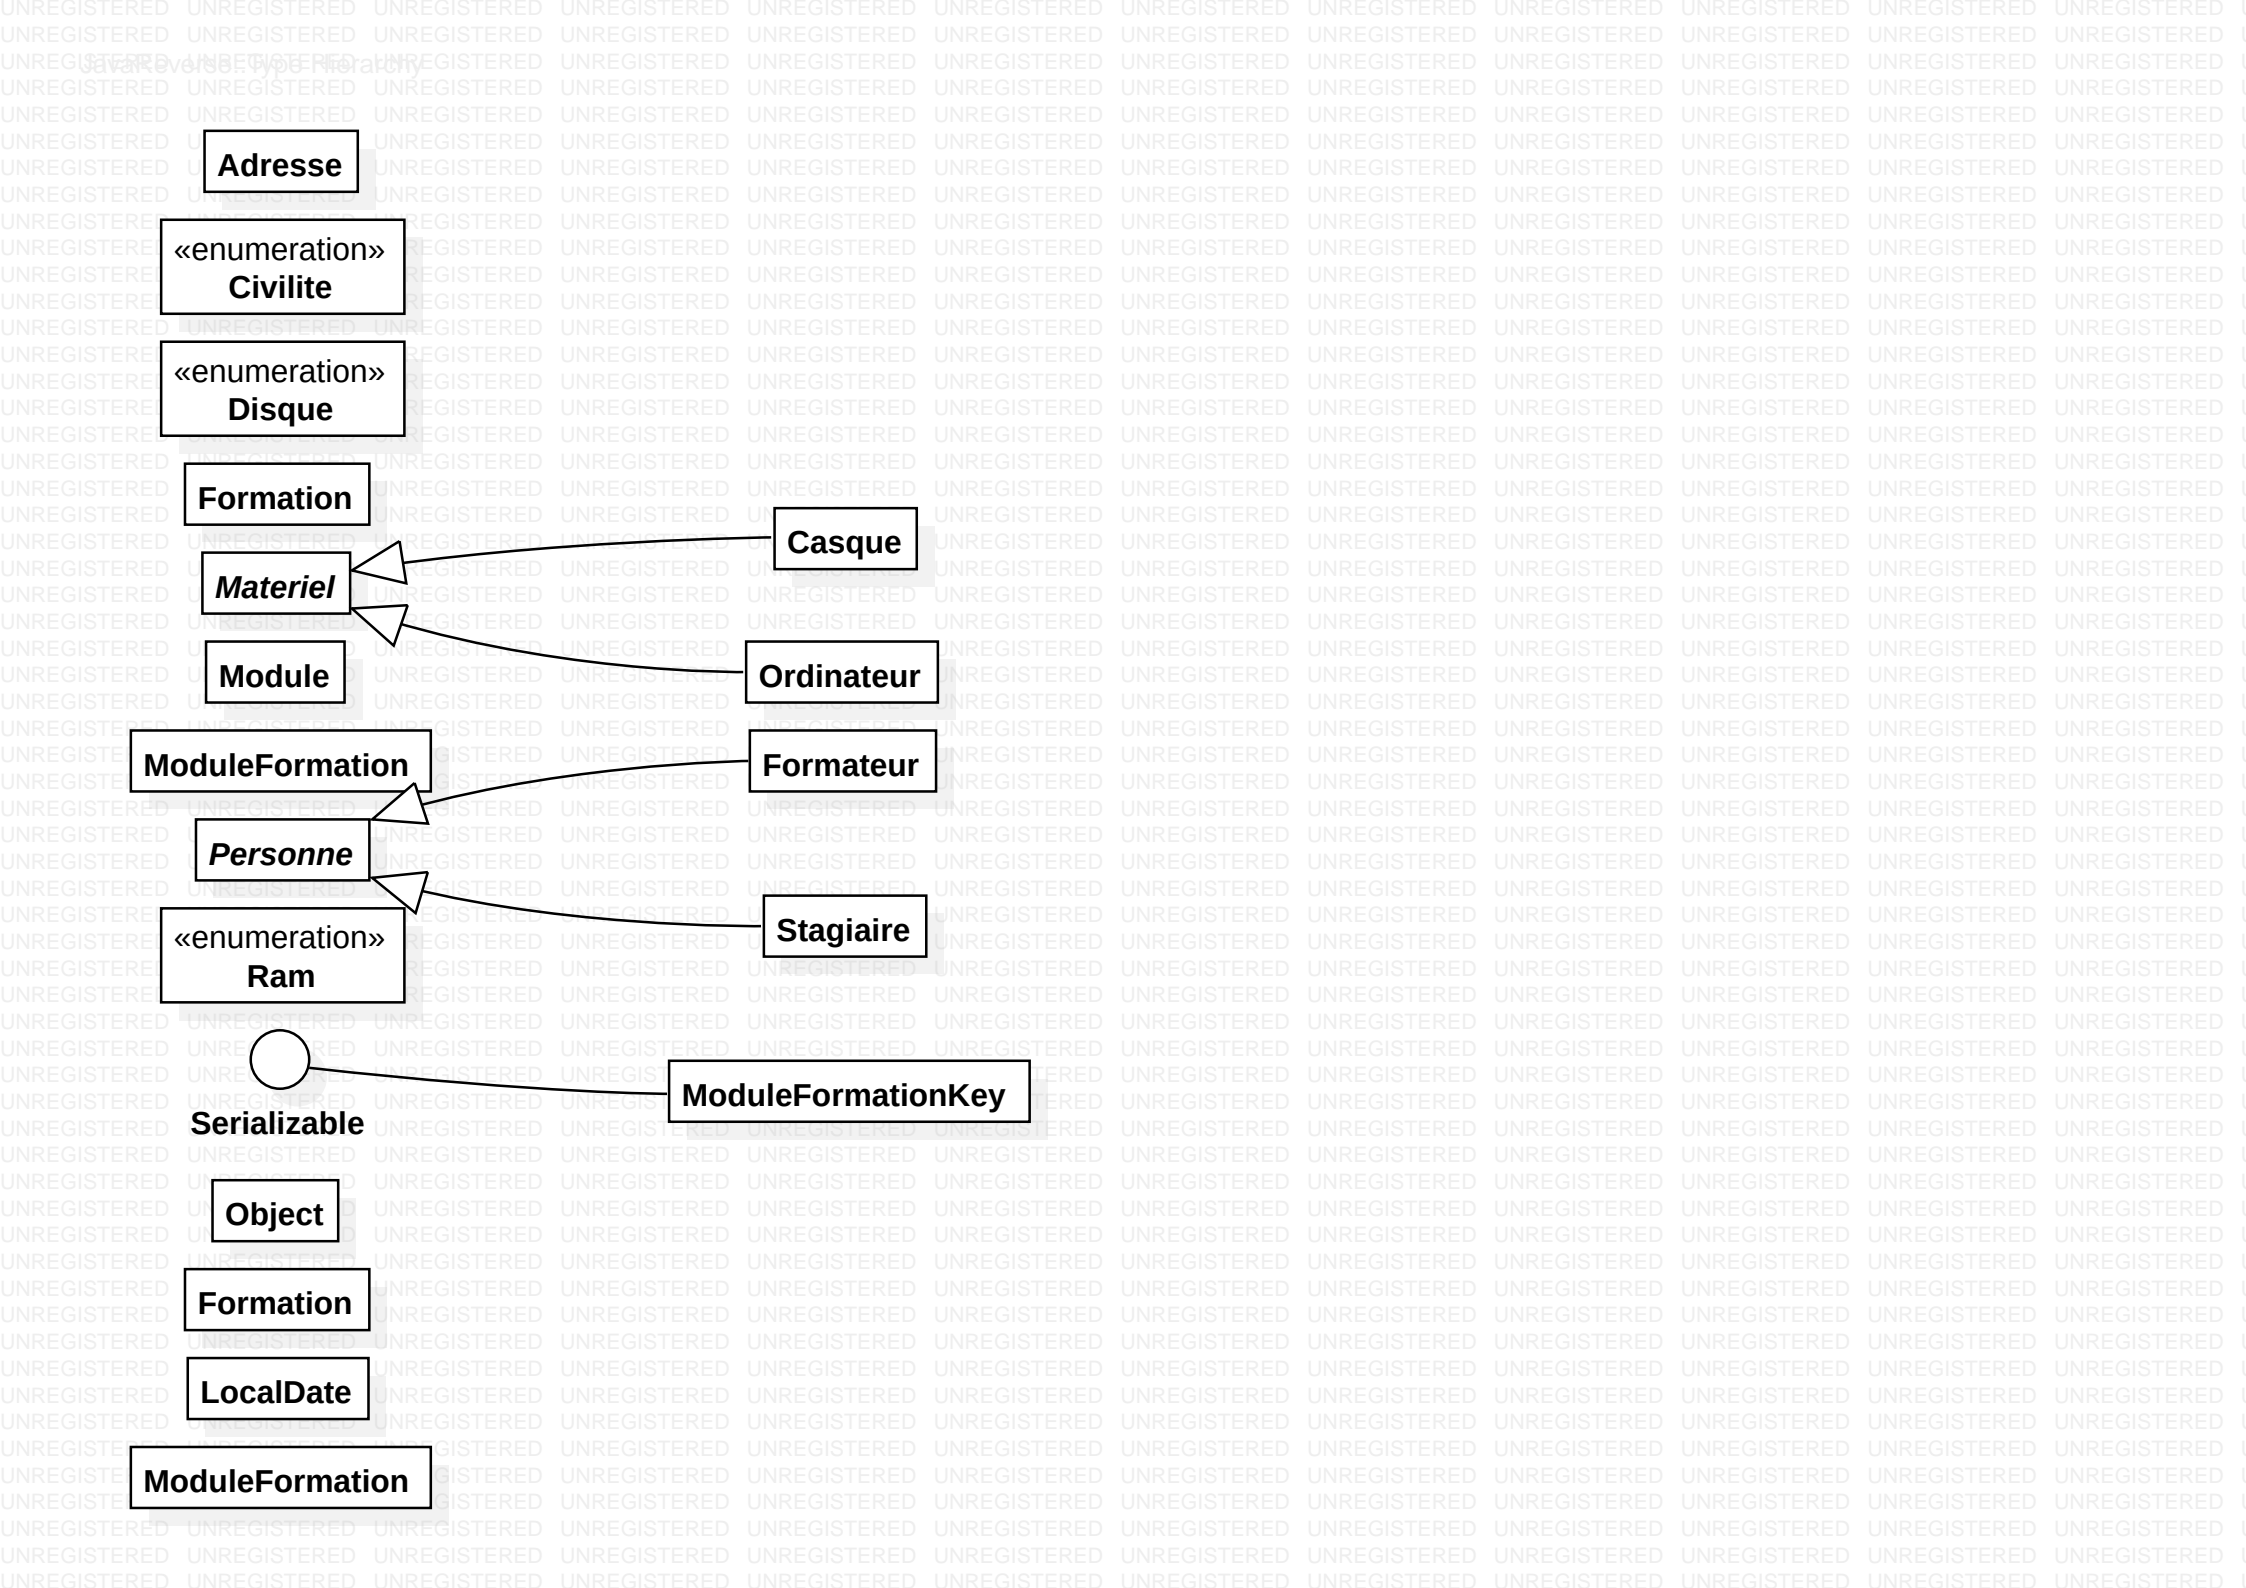 JavaReverse::Type Hierarchy
Adresse
«enumeration»
Civilite
«enumeration»
Disque
Formation
Casque
Materiel
Module
Ordinateur
ModuleFormation
Formateur
Personne
Stagiaire
«enumeration»
Ram
ModuleFormationKey
Serializable
Object
Formation
LocalDate
ModuleFormation
UNREGISTERED